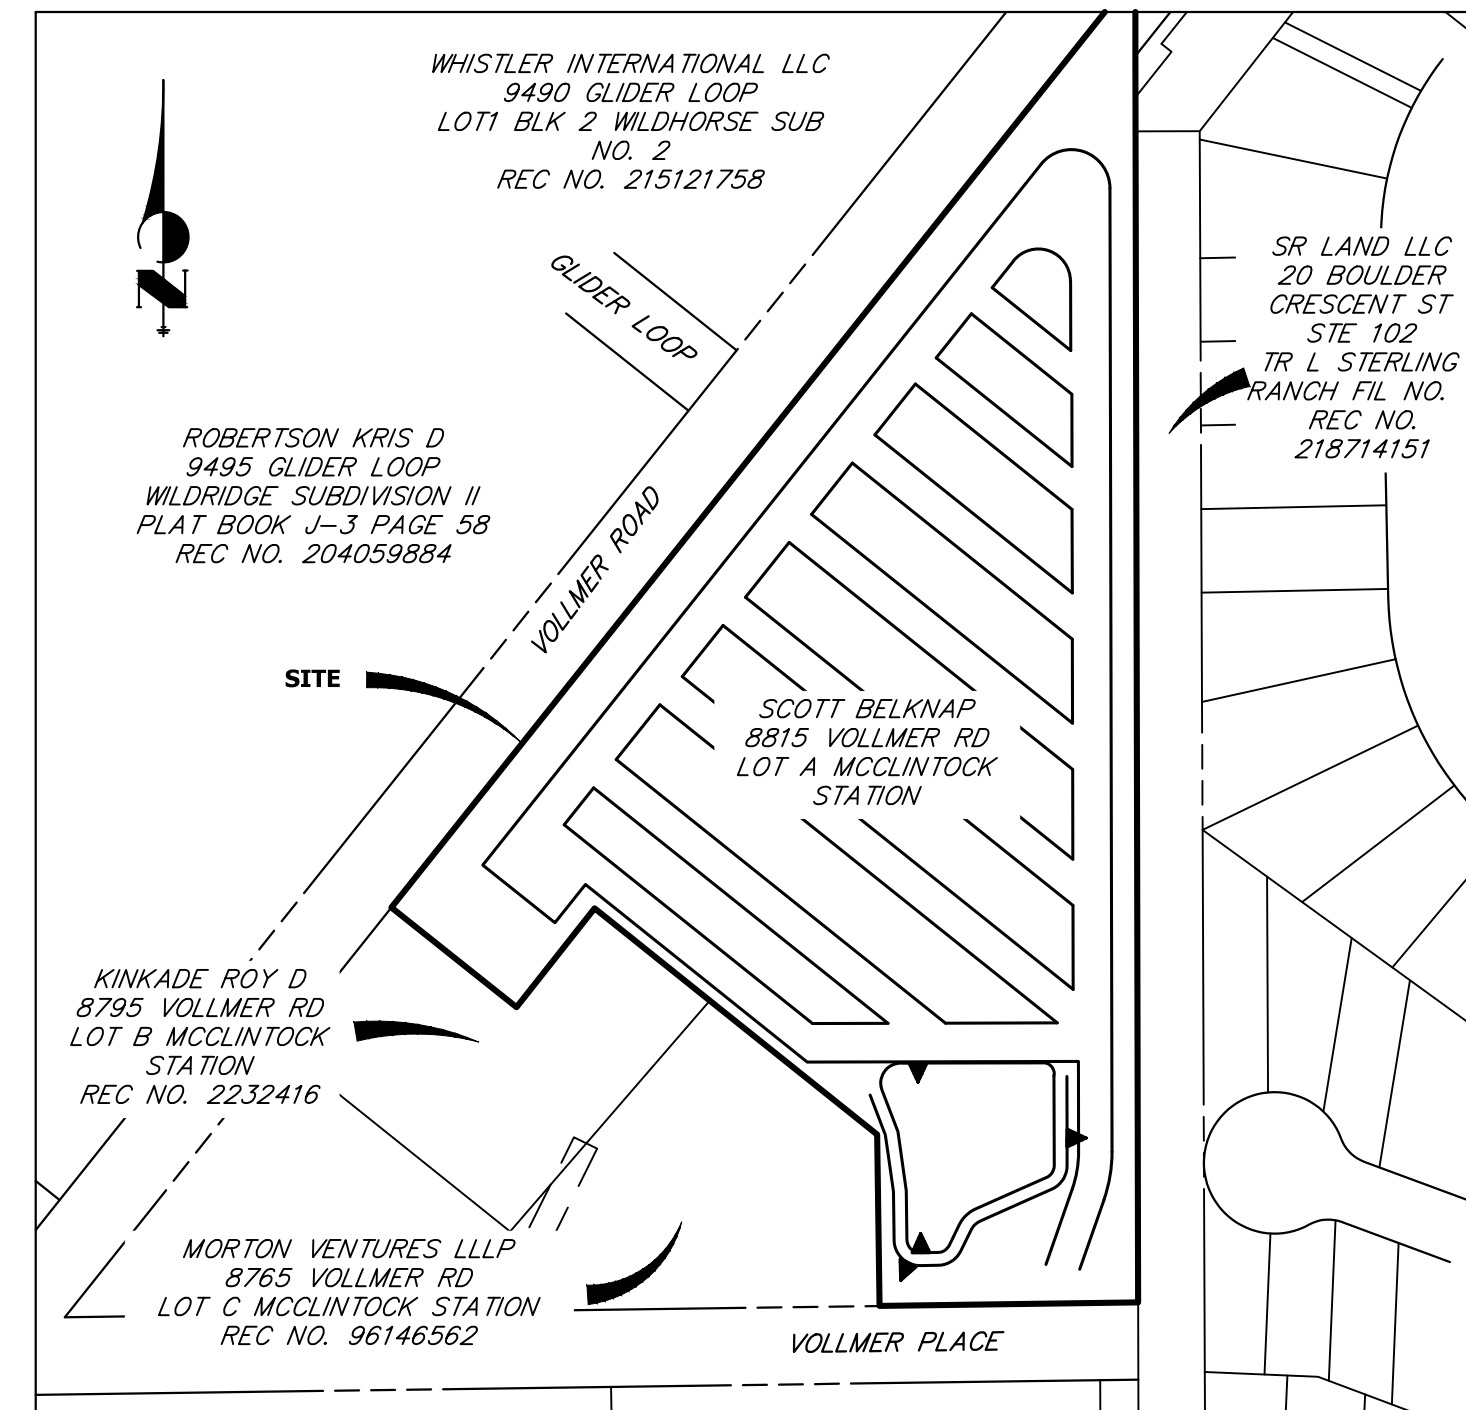 WHISTLER INTERNATIONAL LLC
9490 GLIDER LOOP
LOT1 BLK 2 WILDHORSE SUB
NO. 2
REC NO. 215121758
N
GLIDER LOOP
SR LAND LLC
20 BOULDER
CRESCENT ST
STE 102
TR L STERLING
RANCH FIL NO.
REC NO.
218714151
ROBERTSON KRIS D
9495 GLIDER LOOP
WILDRIDGE SUBDIVISION II
PLAT BOOK J-3 PAGE 58
REC NO. 204059884
VOLLMER ROAD
SITE
SCOTT BELKNAP
8815 VOLLMER RD
LOT A MCCLINTOCK
STATION
KINKADE ROY D
8795 VOLLMER RD
LOT B MCCLINTOCK
STATION
REC NO. 2232416
MORTON VENTURES LLLP
8765 VOLLMER RD
LOT C MCCLINTOCK STATION
REC NO. 96146562
VOLLMER PLACE